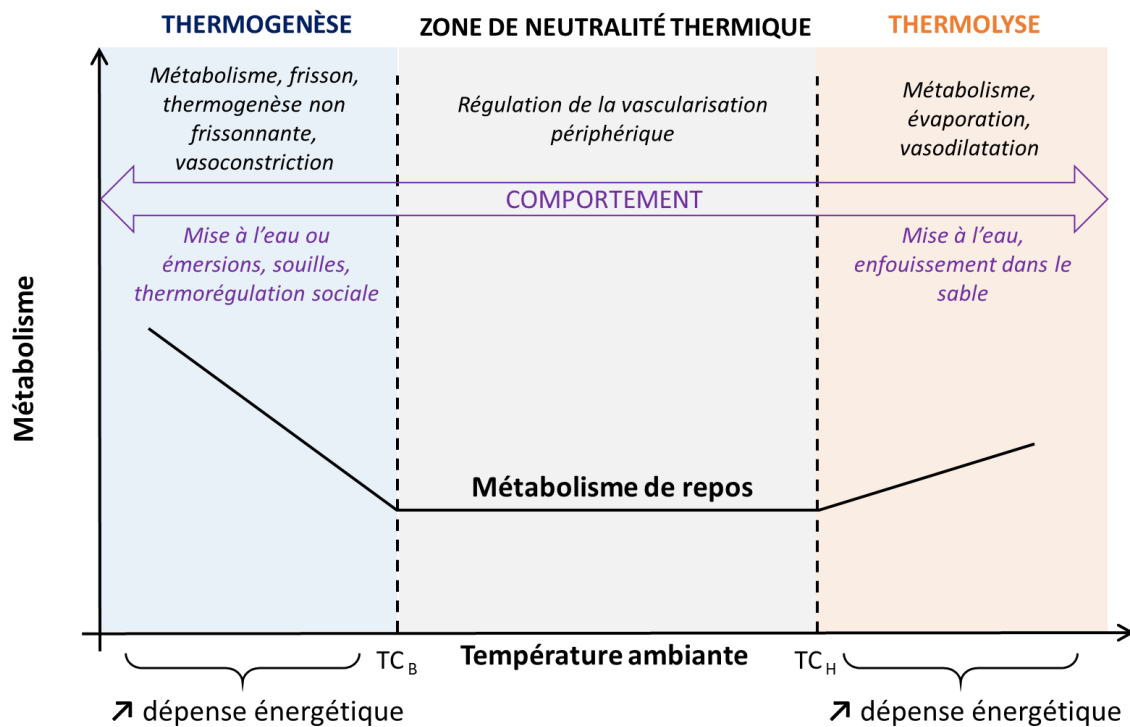 THERMOGENÈSE
ZONE DE NEUTRALITÉ THERMIQUE
THERMOLYSE
Métabolisme, frisson,
thermogenèse non
frissonnante,
vasoconstriction
Régulation de la vascularisation
périphérique
Métabolisme,
évaporation,
vasodilatation
COMPORTEMENT
Mise à l'eau ou
émersions, souilles,
thermorégulation sociale
Mise à l'eau,
enfouissement dans le
sable
Métabolisme
Métabolisme de repos
TC B
Température ambiante
TC H
↗ dépense énergétique
↗ dépense énergétique